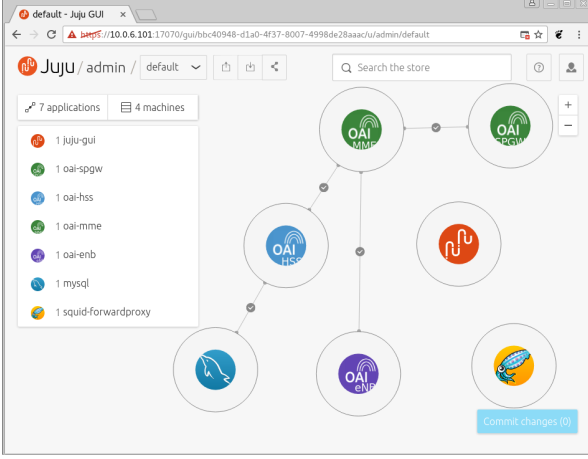 default - Juju GUI
https://10.0.6.101:17070/gui/bbc40948-d1a0-4f37-8007-4998de28aaac/u/admin/default
JUJU / admin / default
Search the store
7 applications
4 machines
1 juju-gui
1 oai-spgw
1 oai-hss
1 oai-mme
1 oai-enb
1 mysql
1 squid-forwardproxy
OAI
MME
OAI
SPGW
OAI
HSS
OAI
eNB
Commit changes (0)